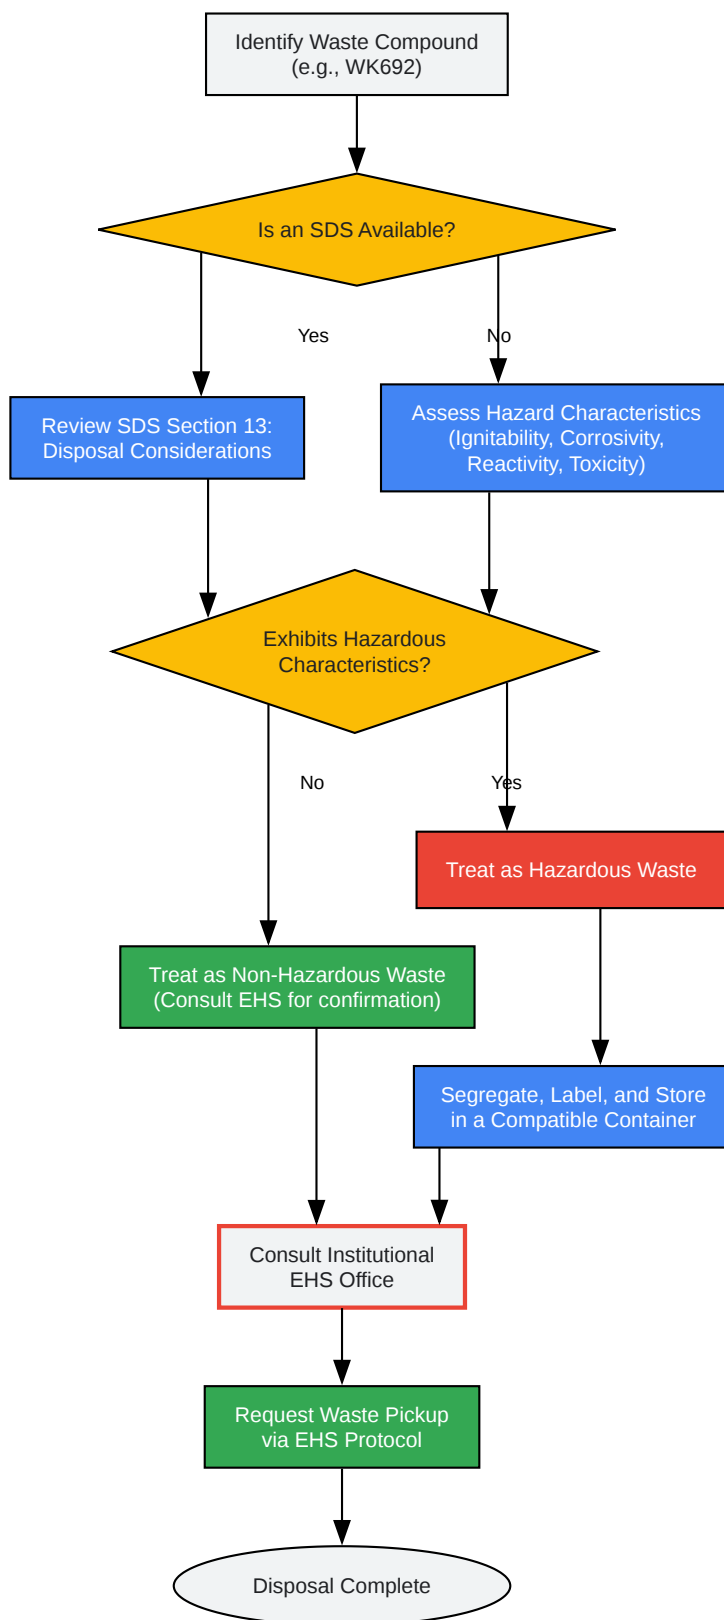 Identify Waste Compound
(e.g., WK692)
Is an SDS Available?
Yes
No
Review SDS Section 13:
Disposal Considerations
Assess Hazard Characteristics
(Ignitability, Corrosivity,
Reactivity, Toxicity)
Exhibits Hazardous
Characteristics?
No
Yes
Treat as Hazardous Waste
Treat as Non-Hazardous Waste
(Consult EHS for confirmation)
Segregate, Label, and Store
in a Compatible Container
Consult Institutional
EHS Office
Request Waste Pickup
via EHS Protocol
Disposal Complete